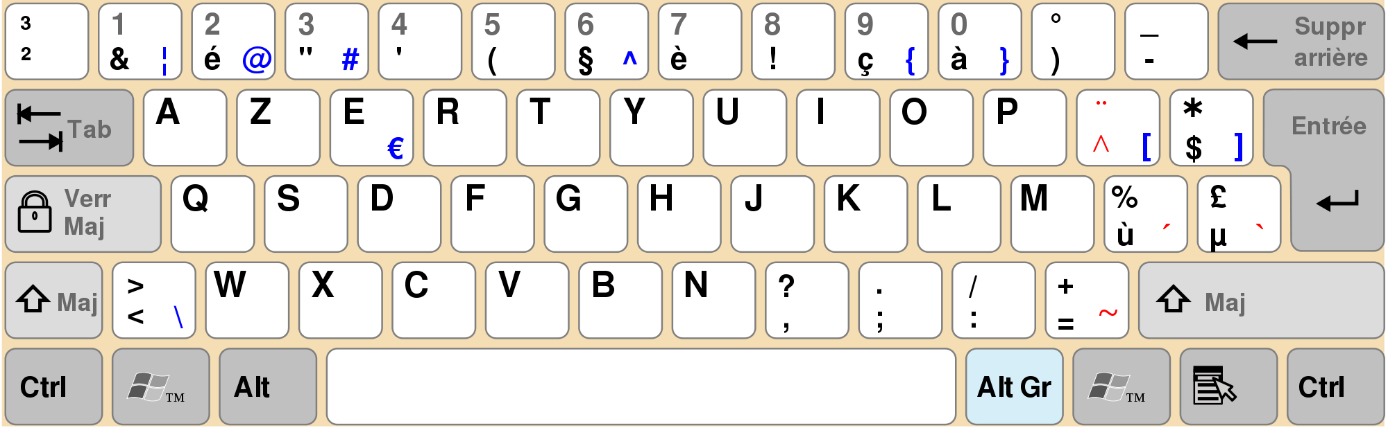 ³ 1 2 3 4 5 6 7 8 9 0 ° _ Suppr
² & ¦ é @ " # ' ( § ^ è ! ç { à } ) - arrière
Tab A Z E R T Y U I O P ¨ * Entrée
€ ^ [ $ ]
Verr Q S D F G H J K L M % £
Maj ù ´ µ `
Maj > W X C V B N ? . / + Maj
< \ , ; : = ~
Ctrl TM Alt Alt Gr TM Ctrl